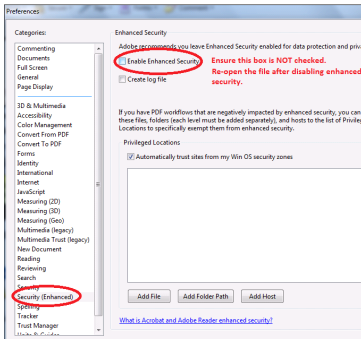 Preferences
Categories:
Commenting
Documents
Full Screen
General
Page Display
3D & Multimedia
Accessibility
Color Management
Convert From PDF
Convert To PDF
Forms
Identity
International
Internet
JavaScript
Measuring (2D)
Measuring (3D)
Measuring (Geo)
Multimedia (legacy)
Multimedia Trust (legacy)
New Document
Reading
Reviewing
Search
Security
Security (Enhanced)
Spelling
Tracker
Trust Manager
Units & Guides
Enhanced Security
Adobe recommends you leave Enhanced Security enabled for data protection and priva
Enable Enhanced Security
Ensure this box is NOT checked.
Re-open the file after disabling enhanced
security.
Create log file
If you have PDF workflows that are negatively impacted by enhanced security, you can
these files, folders (each level must be added separately), and hosts to the list of Privileg
Locations to specifically exempt them from enhanced security.
Privileged Locations
Automatically trust sites from my Win OS security zones
Add File
Add Folder Path
Add Host
What is Acrobat and Adobe Reader enhanced security?